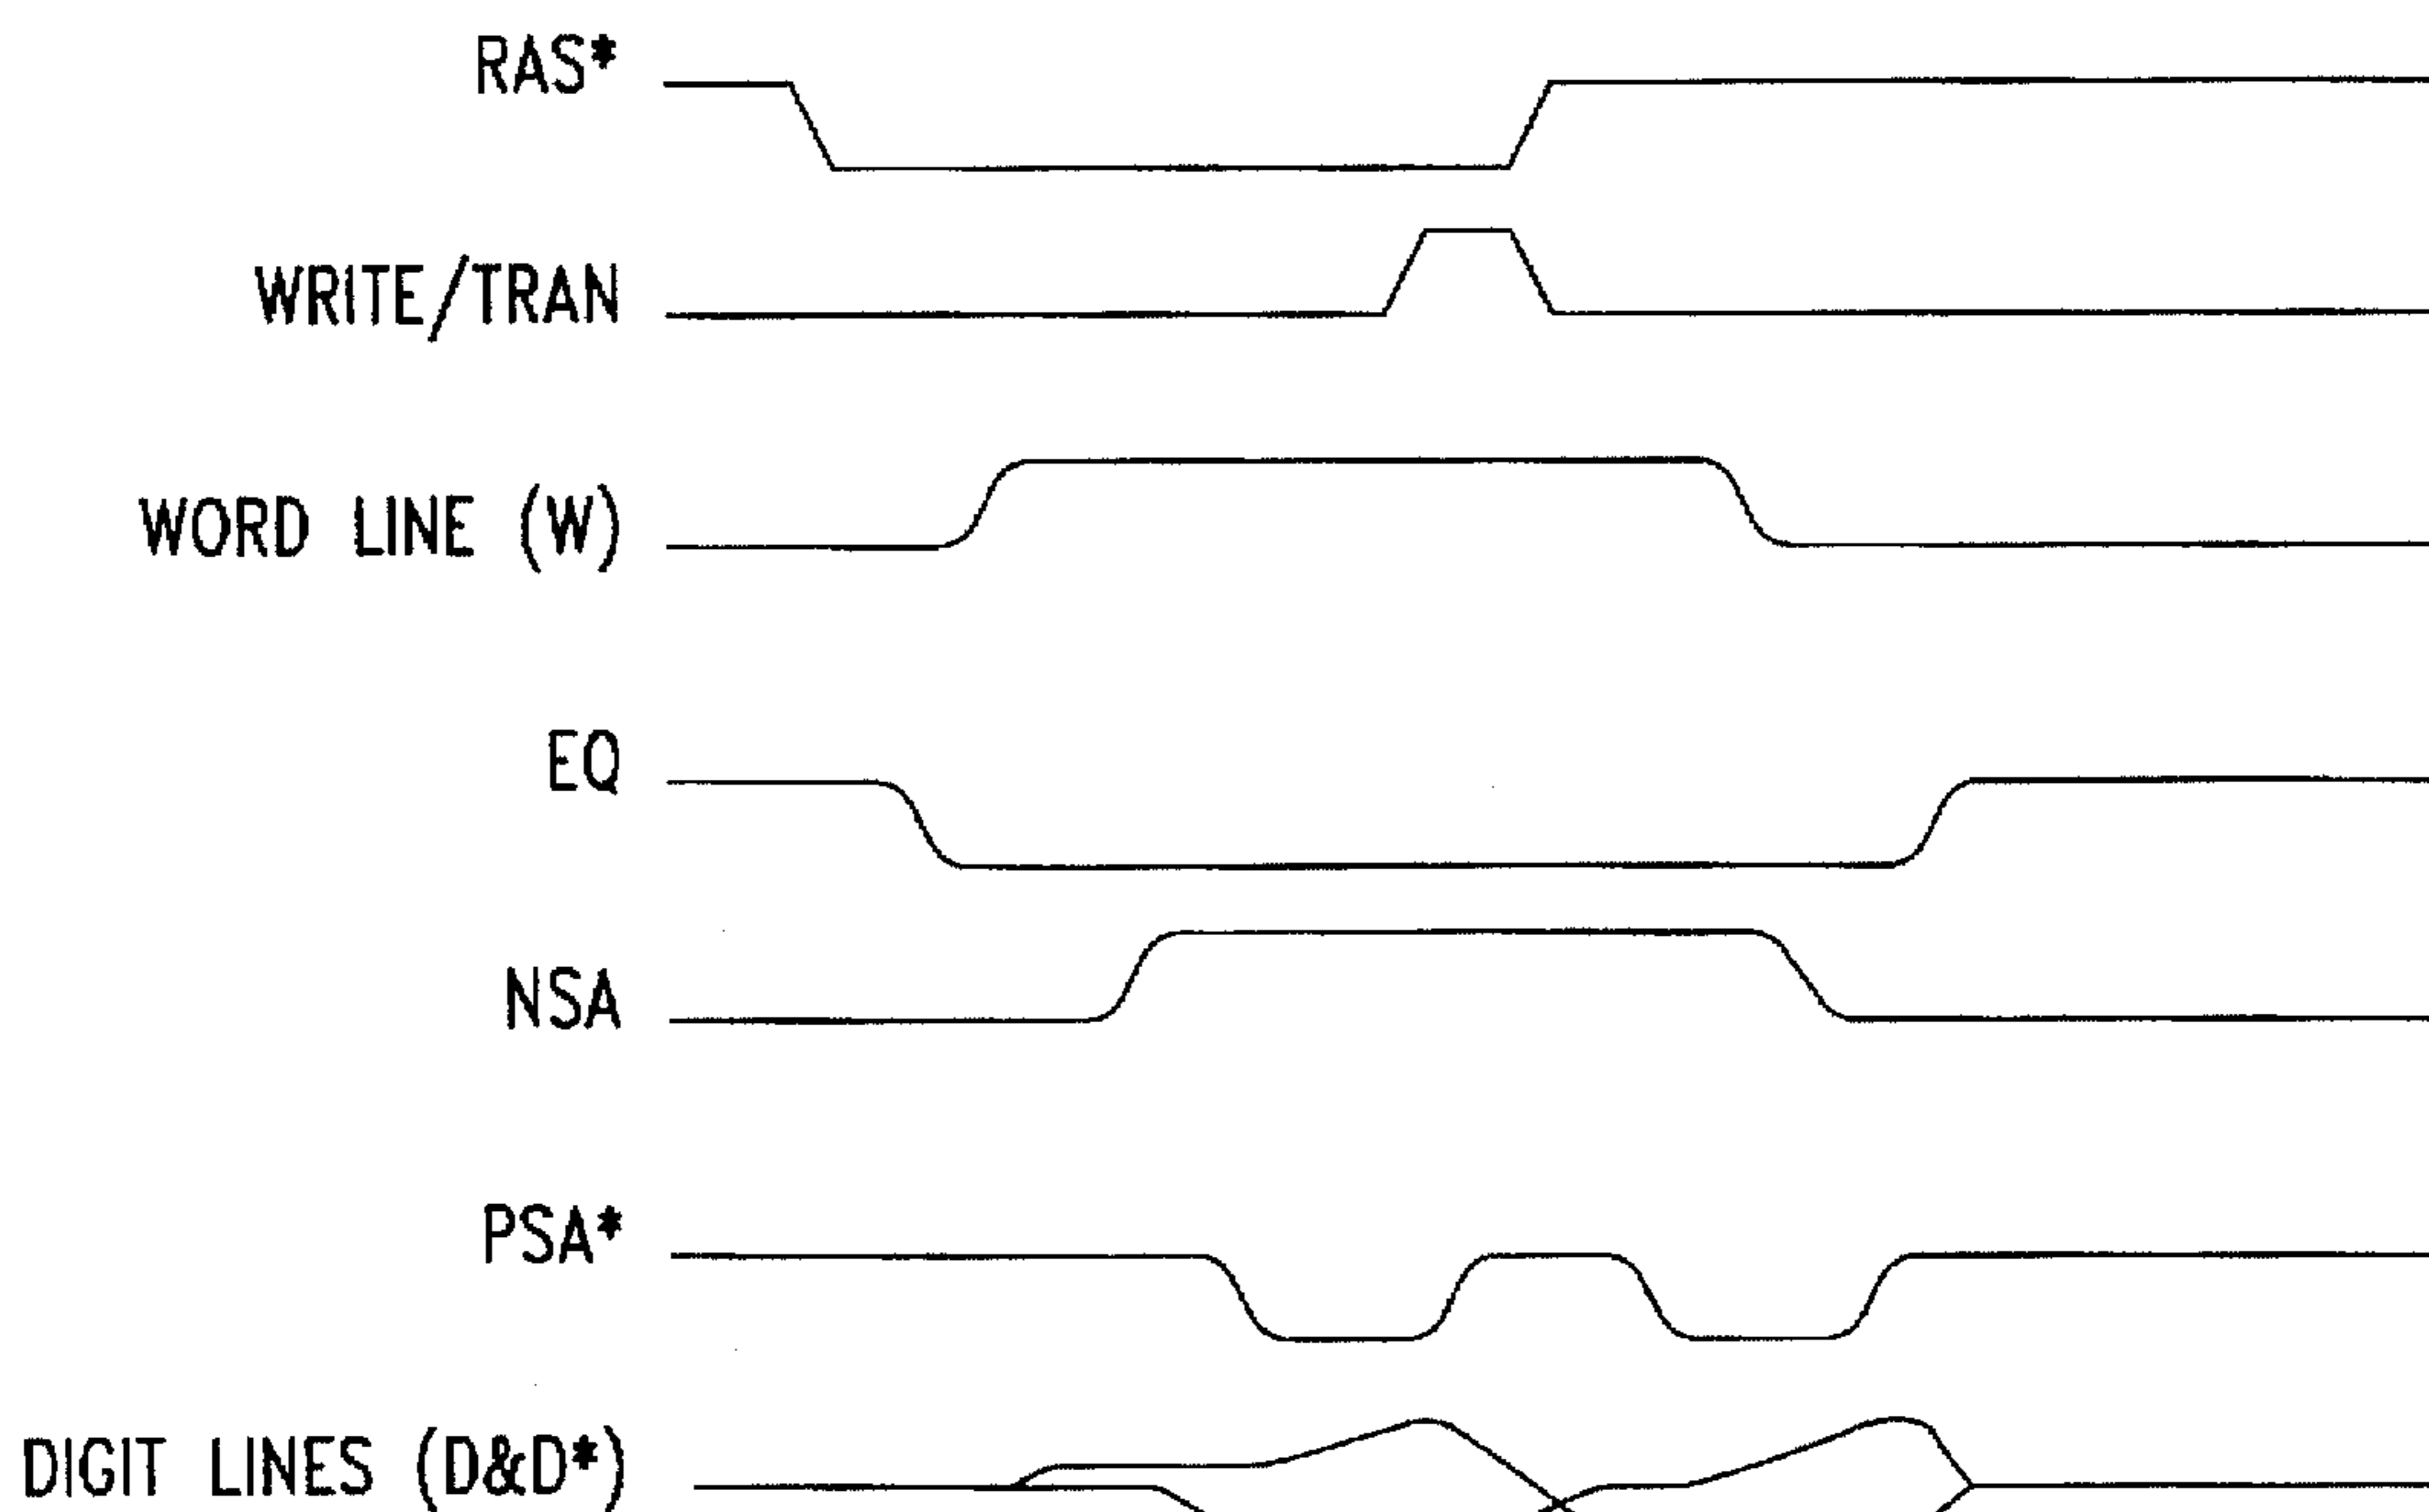 RAS*
WRITE/TRAN
WORD LINE (W)
EQ
NSA
PSA*
DIGIT LINES (D&D*)